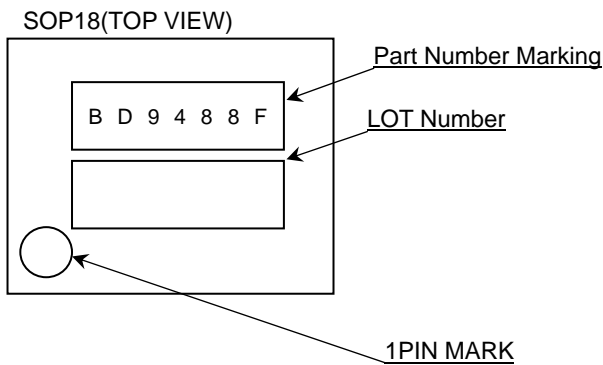 SOP18(TOP VIEW)
Part Number Marking
B D 9 4 8 8 F
LOT Number
1PIN MARK